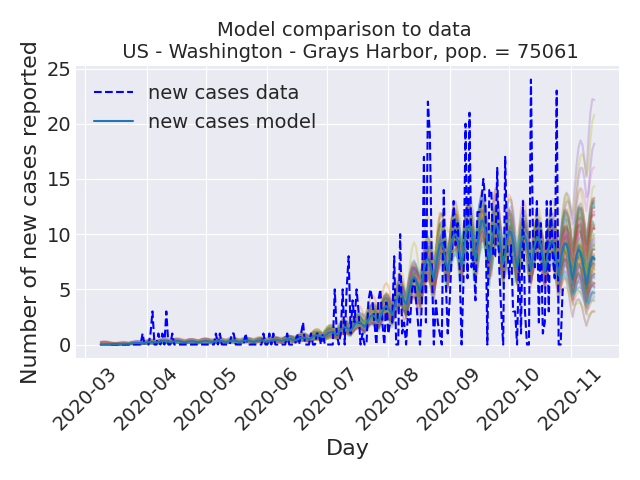 Model comparison to data
US - Washington - Grays Harbor, pop. = 75061
Number of new cases reported
25
20
15
10
5
0
new cases data
new cases model
2020-03
2020-04
2020-05
2020-06
2020-07
2020-08
2020-09
2020-10
2020-11
Day